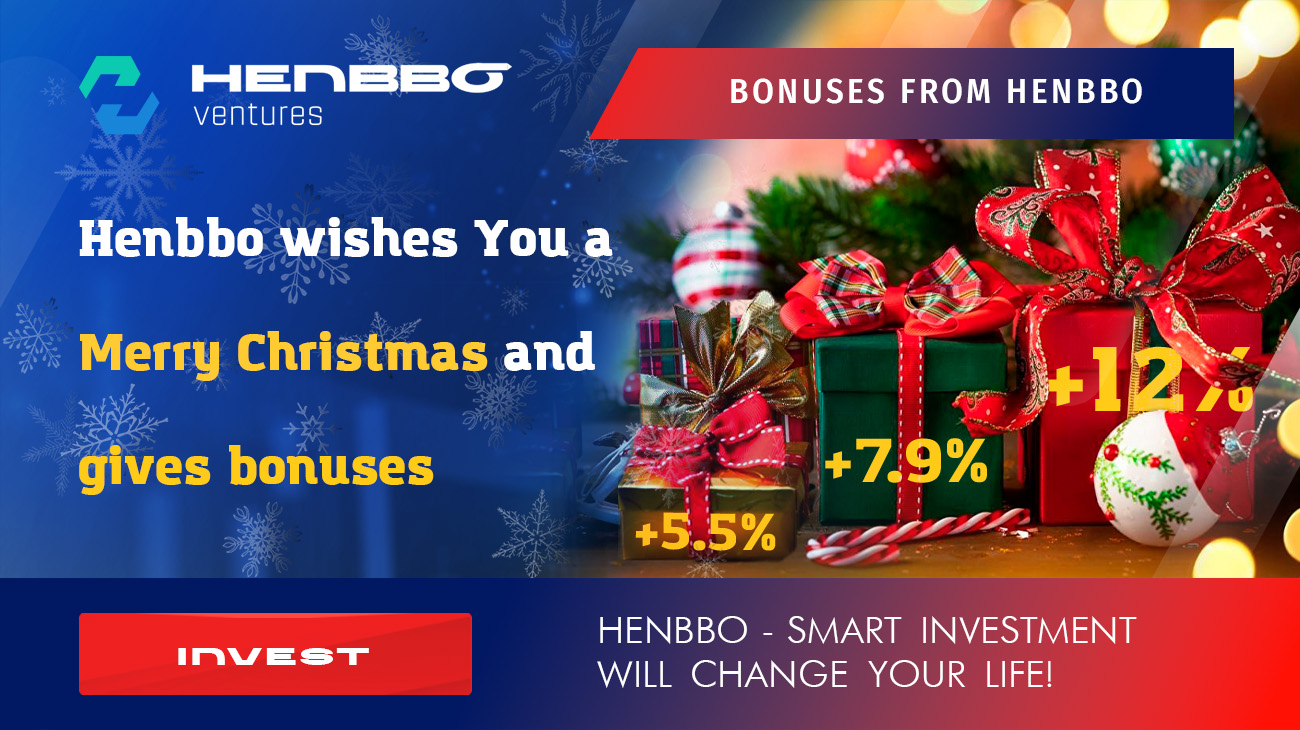 HENBBO
ventures
BONUSES FROM HENBBO
Henbbo wishes You a
Merry Christmas and
gives bonuses
+5.5%
+7.9%
+12%
INVEST
HENBBO - SMART INVESTMENT
WILL CHANGE YOUR LIFE!